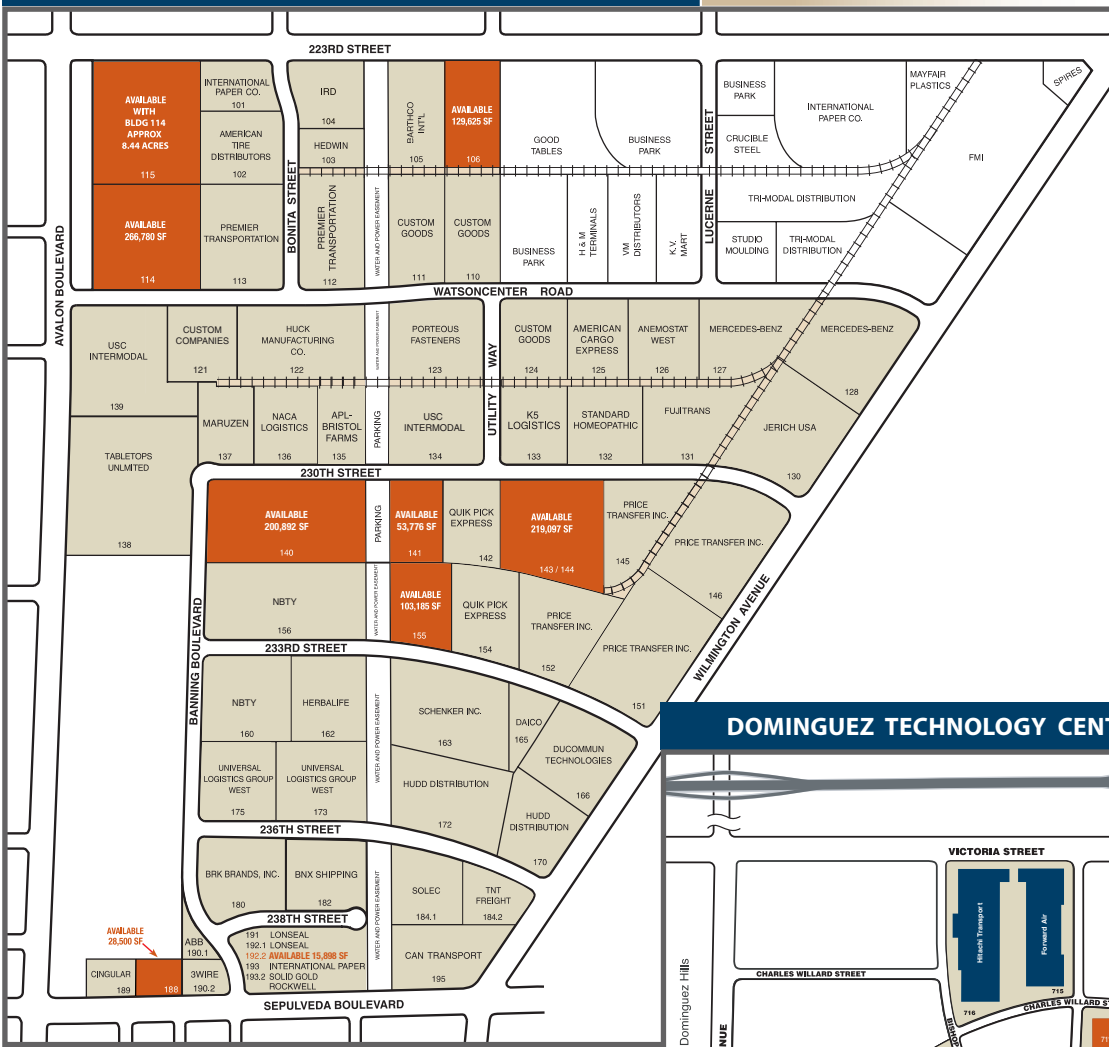 223RD STREET
AVAILABLE
WITH
BLDG 114
APPROX
8.44 ACRES
115
INTERNATIONAL
PAPER CO.
101
AMERICAN
TIRE
DISTRIBUTORS
102
IRD
104
HEDWIN
103
BARTHCO
INT'L
105
AVAILABLE
129,625 SF
106
GOOD
TABLES
BUSINESS
PARK
BUSINESS
PARK
CRUCIBLE
STEEL
INTERNATIONAL
PAPER CO.
MAYFAIR
PLASTICS
SPIRES
FMI
AVAILABLE
266,780 SF
114
PREMIER
TRANSPORTATION
113
BONITA STREET
PREMIER
TRANSPORTATION
112
WATER AND POWER EASEMENT
CUSTOM
GOODS
111
CUSTOM
GOODS
110
BUSINESS
PARK
H & M
TERMINALS
VM
DISTRIBUTORS
K.V.
MART
LUCERNE STREET
TRI-MODAL DISTRIBUTION
STUDIO
MOULDING
TRI-MODAL
DISTRIBUTION
AVALON BOULEVARD
WATSONCENTER ROAD
USC
INTERMODAL
139
CUSTOM
COMPANIES
121
HUCK
MANUFACTURING
CO.
122
WATER AND POWER EASEMENT
PORTEOUS
FASTENERS
123
UTILITY WAY
CUSTOM
GOODS
124
AMERICAN
CARGO
EXPRESS
125
ANEMOSTAT
WEST
126
MERCEDES-BENZ
127
MERCEDES-BENZ
128
TABLETOPS
UNLMITED
138
MARUZEN
137
NACA
LOGISTICS
136
APL-
BRISTOL
FARMS
135
PARKING
USC
INTERMODAL
134
K5
LOGISTICS
133
STANDARD
HOMEOPATHIC
132
FUJITRANS
131
JERICH USA
130
230TH STREET
AVAILABLE
200,892 SF
140
PARKING
AVAILABLE
53,776 SF
141
QUIK PICK
EXPRESS
142
AVAILABLE
219,097 SF
143 / 144
PRICE
TRANSFER INC.
145
PRICE TRANSFER INC.
146
BANNING BOULEVARD
NBTY
156
WATER AND POWER EASEMENT
AVAILABLE
103,185 SF
155
QUIK PICK
EXPRESS
154
PRICE
TRANSFER INC.
152
PRICE TRANSFER INC.
151
WILMINGTON AVENUE
233RD STREET
NBTY
160
HERBALIFE
162
WATER AND POWER EASEMENT
SCHENKER INC.
163
DAICO
165
DUCOMMUN
TECHNOLOGIES
166
UNIVERSAL
LOGISTICS GROUP
WEST
175
UNIVERSAL
LOGISTICS GROUP
WEST
173
HUDD DISTRIBUTION
172
HUDD
DISTRIBUTION
170
236TH STREET
BRK BRANDS, INC.
180
BNX SHIPPING
182
WATER AND POWER EASEMENT
SOLEC
184.1
TNT
FREIGHT
184.2
238TH STREET
191 LONSEAL
192.1 LONSEAL
192.2 AVAILABLE 15,898 SF
193 INTERNATIONAL PAPER
193.2 SOLID GOLD
ROCKWELL
CAN TRANSPORT
195
AVAILABLE
28,500 SF
ABB
190.1
CINGULAR
189
188
3WIRE
190.2
SEPULVEDA BOULEVARD
DOMINGUEZ TECHNOLOGY CENT
VICTORIA STREET
Hitachi Transport
716
Forward Air
715
CHARLES WILLARD STREET
CHARLES WILLARD ST
BISHOP
Dominguez Hills
NUE